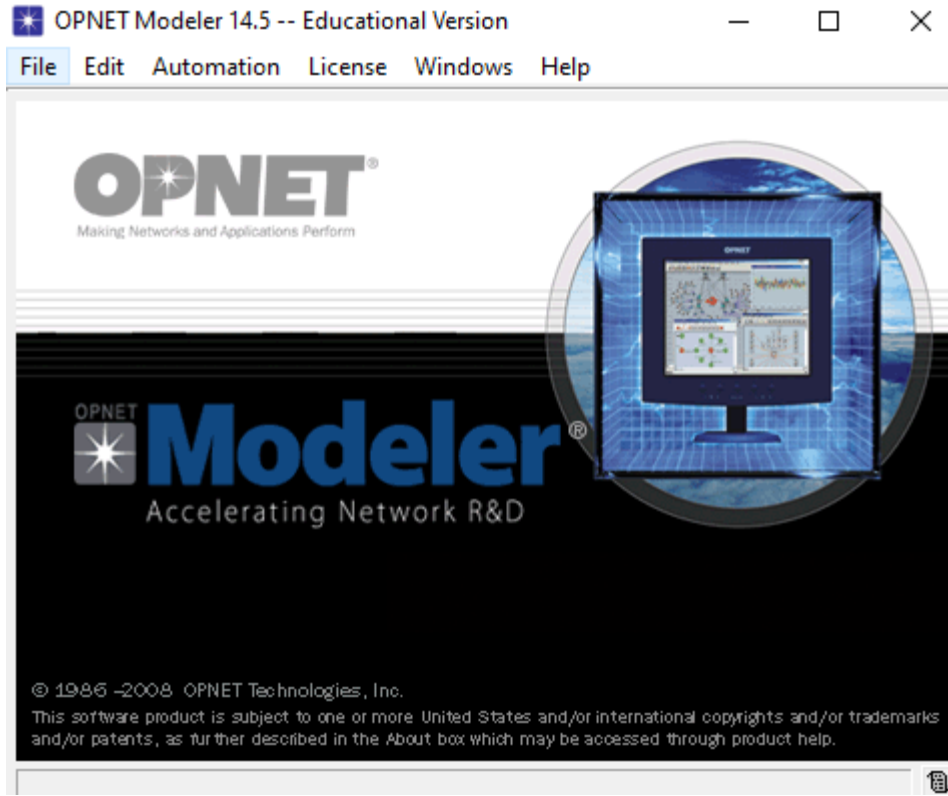 OPNET Modeler 14.5 -- Educational Version
File Edit Automation License Windows Help
OPNET®
Making Networks and Applications Perform
OPNET
OPNET
Modeler®
Accelerating Network R&D
© 1986 -2008 OPNET Technologies, Inc.
This software product is subject to one or more United States and/or international copyrights and/or trademarks
and/or patents, as further described in the About box which may be accessed through product help.